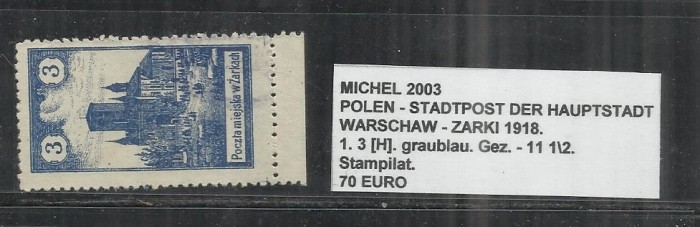 3 3
Poczta miejska w Żarkach
MICHEL 2003
POLEN - STADTPOST DER HAUPTSTADT
WARSCHAW - ZARKI 1918.
1. 3 [H]. graublau. Gez. - 11 1\2.
Stampilat.
70 EURO